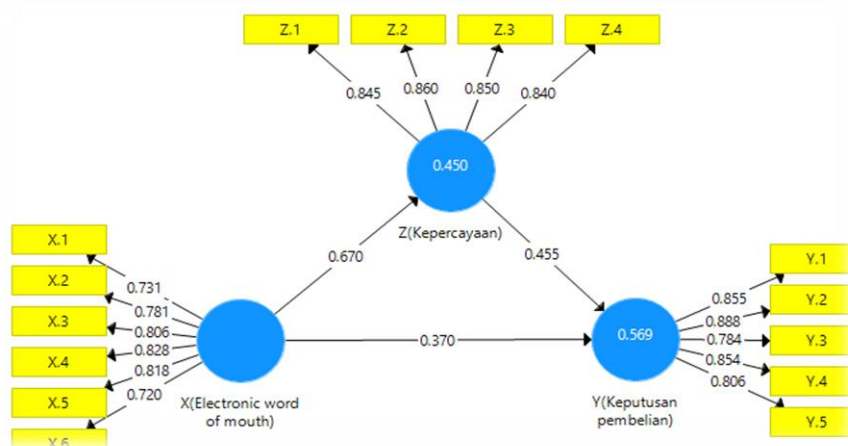 Z.1
Z.2
Z.3
Z.4
0.845
0.860
0.850
0.840
0.450
Z(Kepercayaan)
0.670
0.455
X.1
X.2
X.3
X.4
X.5
X.6
0.731
0.781
0.806
0.828
0.818
0.720
X(Electronic word
of mouth)
0.370
0.569
Y(Keputusan
pembelian)
0.855
0.888
0.784
0.854
0.806
Y.1
Y.2
Y.3
Y.4
Y.5